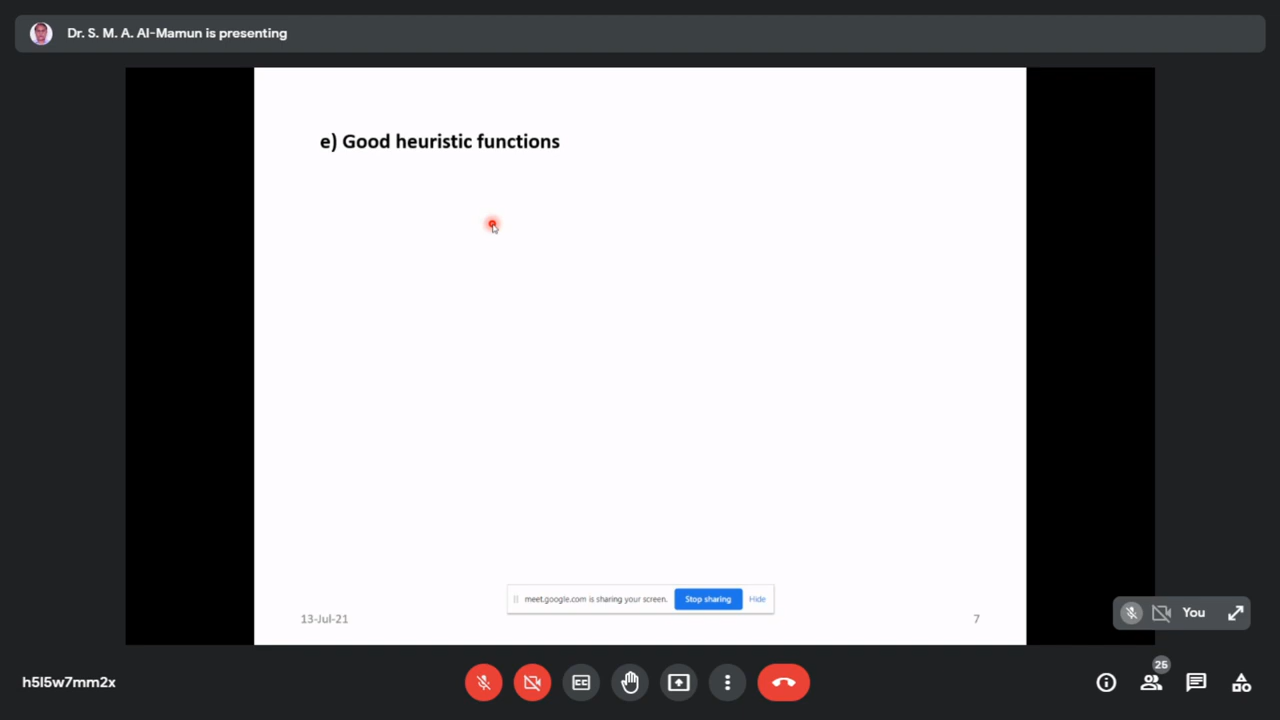 Dr. S. M. A. Al-Mamun is presenting
e) Good heuristic functions
meet.google.com is sharing your screen. Stop sharing Hide
13-Jul-21 7
You
h5l5w7mm2x
25